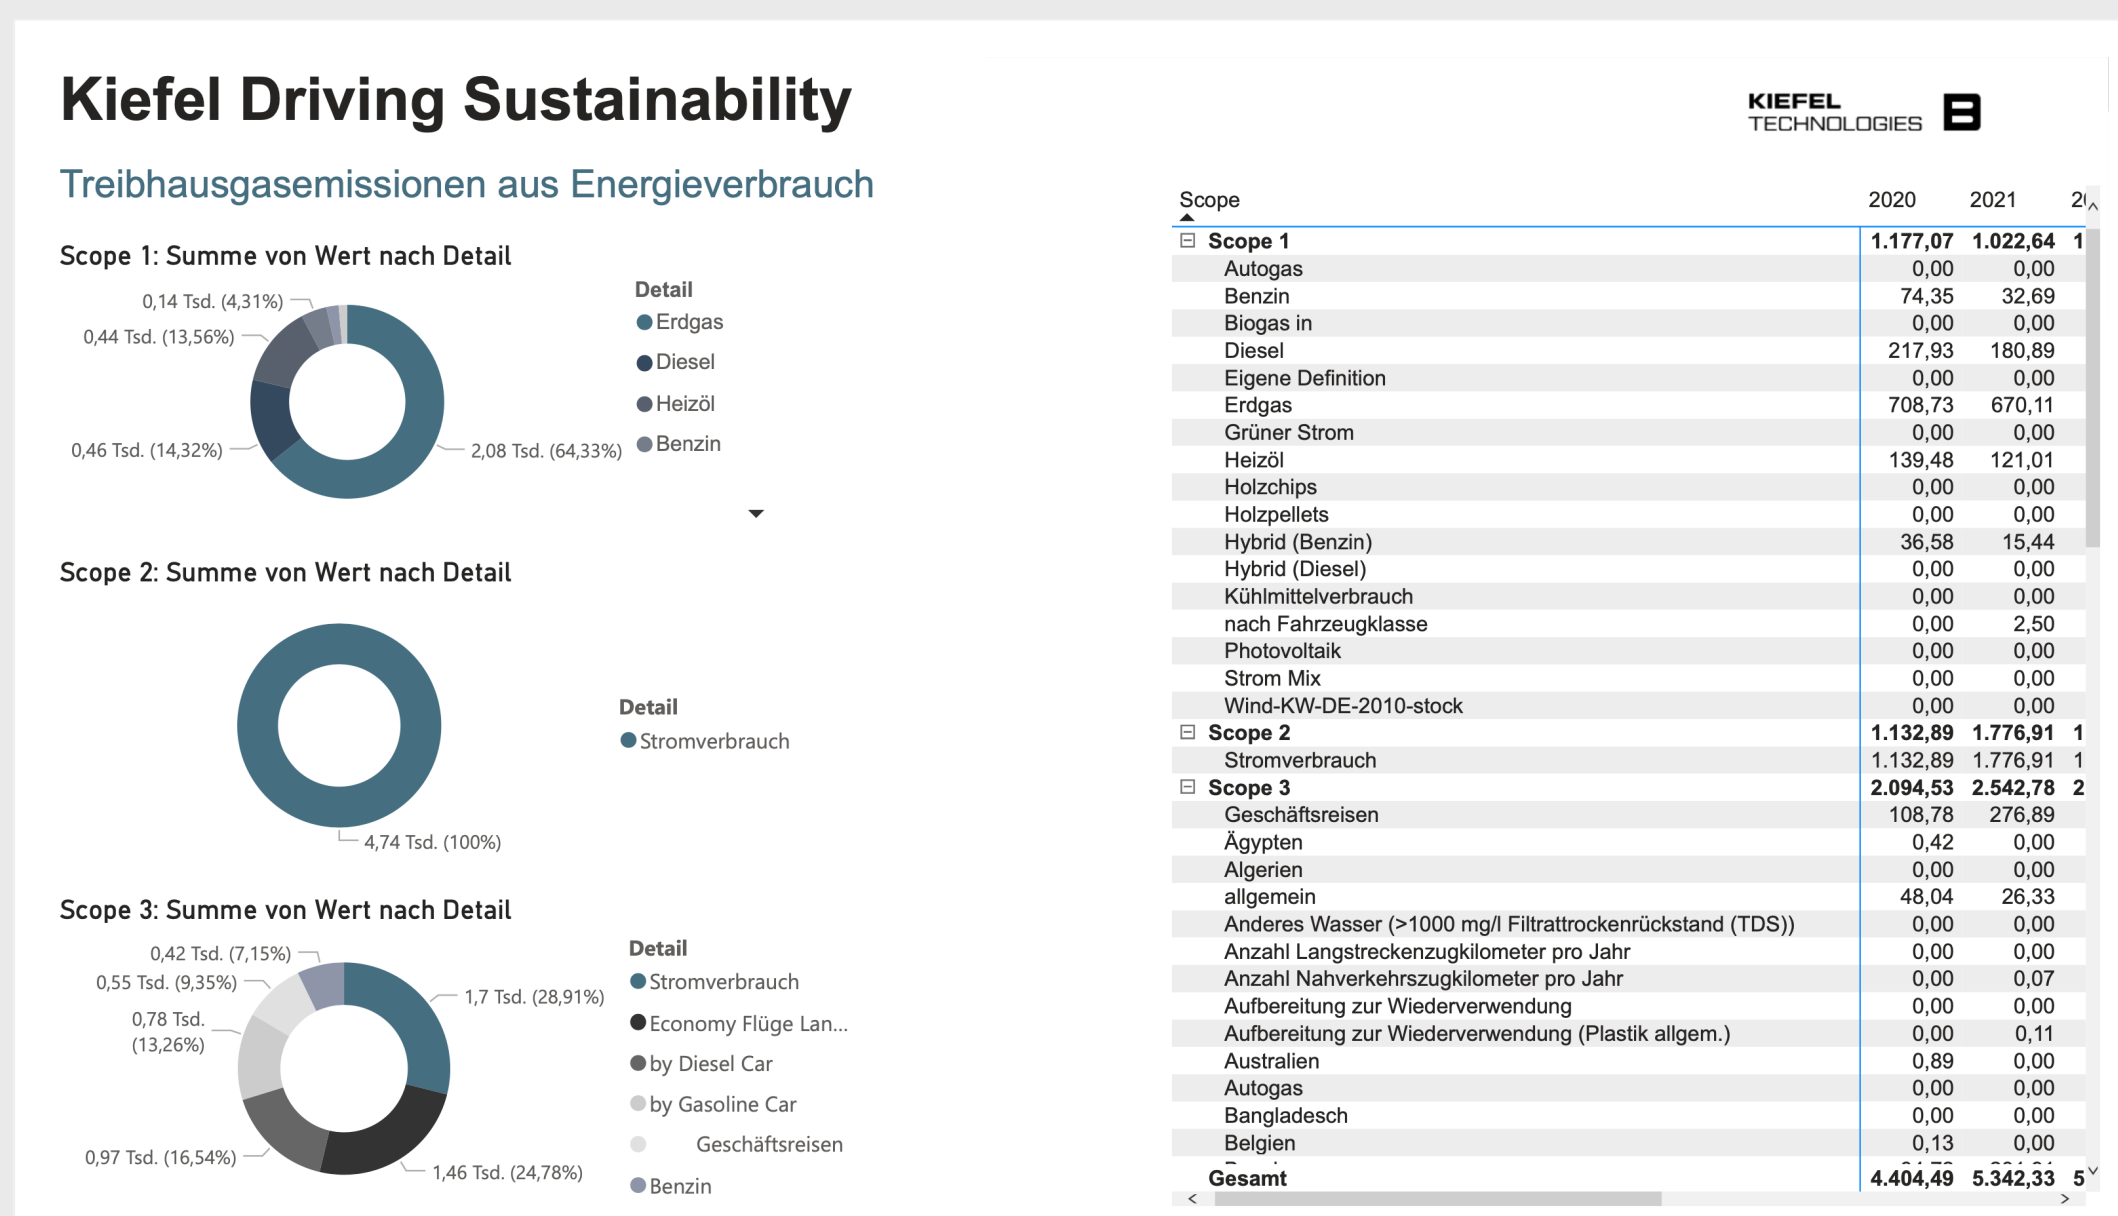 Kiefel Driving Sustainability
KIEFEL
TECHNOLOGIES
Treibhausgasemissionen aus Energieverbrauch
Scope 1: Summe von Wert nach Detail
0,14 Tsd. (4,31%)
0,44 Tsd. (13,56%)
0,46 Tsd. (14,32%)
2,08 Tsd. (64,33%)
Detail
Erdgas
Diesel
Heizöl
Benzin
Scope 2: Summe von Wert nach Detail
4,74 Tsd. (100%)
Detail
Stromverbrauch
Scope 3: Summe von Wert nach Detail
0,42 Tsd. (7,15%)
0,55 Tsd. (9,35%)
0,78 Tsd.
(13,26%)
0,97 Tsd. (16,54%)
1,7 Tsd. (28,91%)
1,46 Tsd. (24,78%)
Detail
Stromverbrauch
Economy Flüge Lan...
by Diesel Car
by Gasoline Car
Geschäftsreisen
Benzin
Scope 2020 2021
Scope 1 1.177,07 1.022,64 1
Autogas 0,00 0,00
Benzin 74,35 32,69
Biogas in 0,00 0,00
Diesel 217,93 180,89
Eigene Definition 0,00 0,00
Erdgas 708,73 670,11
Grüner Strom 0,00 0,00
Heizöl 139,48 121,01
Holzchips 0,00 0,00
Holzpellets 0,00 0,00
Hybrid (Benzin) 36,58 15,44
Hybrid (Diesel) 0,00 0,00
Kühlmittelverbrauch 0,00 0,00
nach Fahrzeugklasse 0,00 2,50
Photovoltaik 0,00 0,00
Strom Mix 0,00 0,00
Wind-KW-DE-2010-stock 0,00 0,00
Scope 2 1.132,89 1.776,91 1
Stromverbrauch 1.132,89 1.776,91 1
Scope 3 2.094,53 2.542,78 2
Geschäftsreisen 108,78 276,89
Ägypten 0,42 0,00
Algerien 0,00 0,00
allgemein 48,04 26,33
Anderes Wasser (>1000 mg/l Filtrattrockenrückstand (TDS)) 0,00 0,00
Anzahl Langstreckenzugkilometer pro Jahr 0,00 0,00
Anzahl Nahverkehrszugkilometer pro Jahr 0,00 0,07
Aufbereitung zur Wiederverwendung 0,00 0,00
Aufbereitung zur Wiederverwendung (Plastik allgem.) 0,00 0,11
Australien 0,89 0,00
Autogas 0,00 0,00
Bangladesch 0,00 0,00
Belgien 0,13 0,00
Gesamt 4.404,49 5.342,33 5